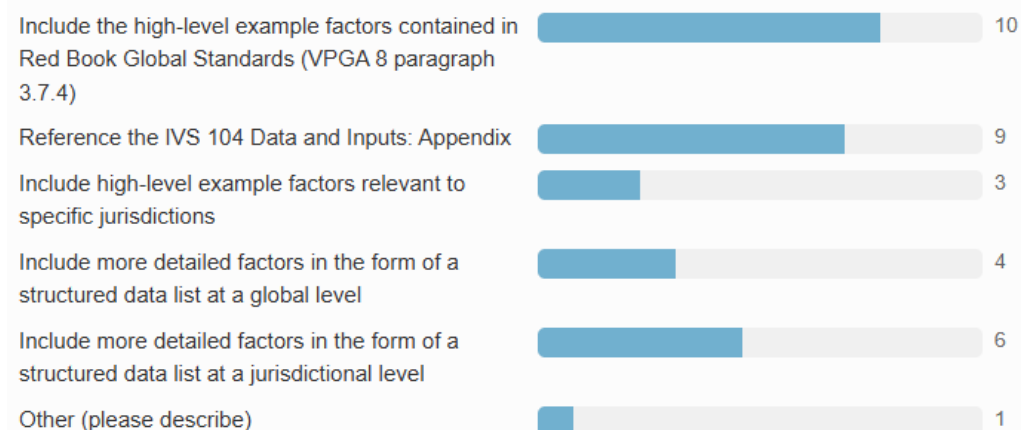 Include the high-level example factors contained in 10
Red Book Global Standards (VPGA 8 paragraph
3.7.4)
Reference the IVS 104 Data and Inputs: Appendix 9
Include high-level example factors relevant to 3
specific jurisdictions
Include more detailed factors in the form of a 4
structured data list at a global level
Include more detailed factors in the form of a 6
structured data list at a jurisdictional level
Other (please describe) 1